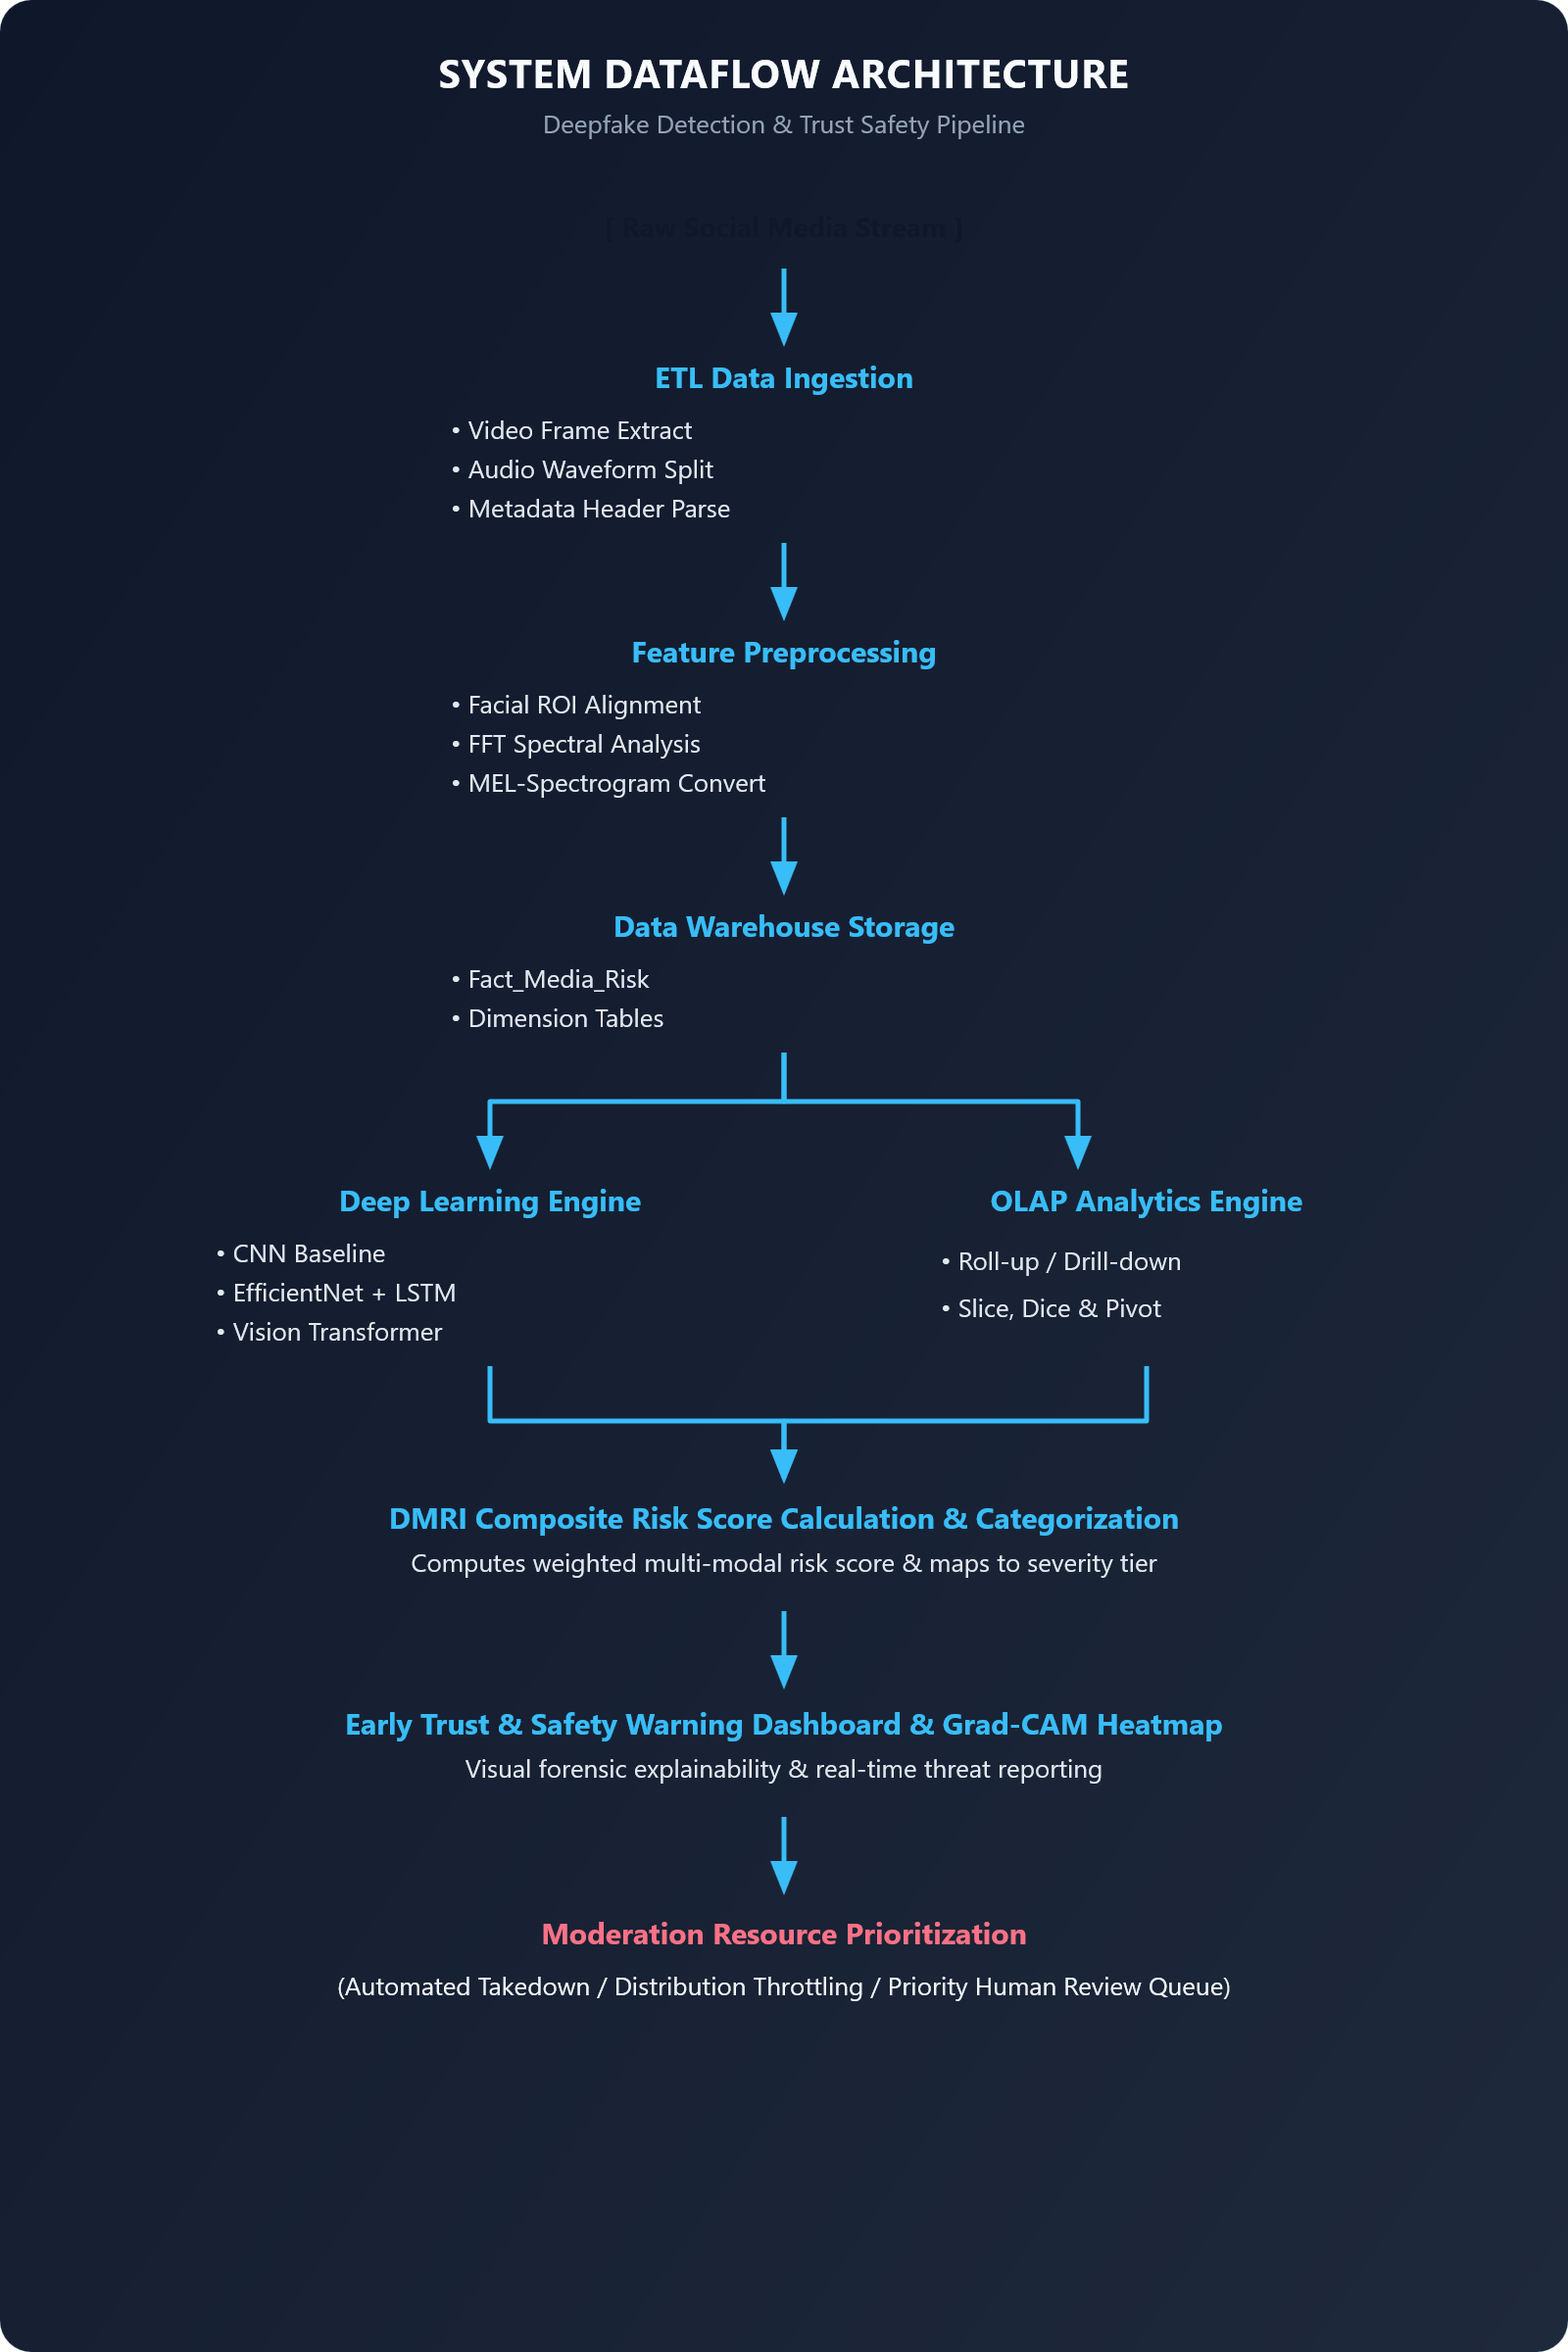 SYSTEM DATAFLOW ARCHITECTURE
Deepfake Detection & Trust Safety Pipeline
[ Raw Social Media Stream ]
ETL Data Ingestion
• Video Frame Extract
• Audio Waveform Split
• Metadata Header Parse
Feature Preprocessing
• Facial ROI Alignment
• FFT Spectral Analysis
• MEL-Spectrogram Convert
Data Warehouse Storage
• Fact_Media_Risk
• Dimension Tables
Deep Learning Engine
• CNN Baseline
• EfficientNet + LSTM
• Vision Transformer
OLAP Analytics Engine
• Roll-up / Drill-down
• Slice, Dice & Pivot
DMRI Composite Risk Score Calculation & Categorization
Computes weighted multi-modal risk score & maps to severity tier
Early Trust & Safety Warning Dashboard & Grad-CAM Heatmap
Visual forensic explainability & real-time threat reporting
Moderation Resource Prioritization
(Automated Takedown / Distribution Throttling / Priority Human Review Queue)